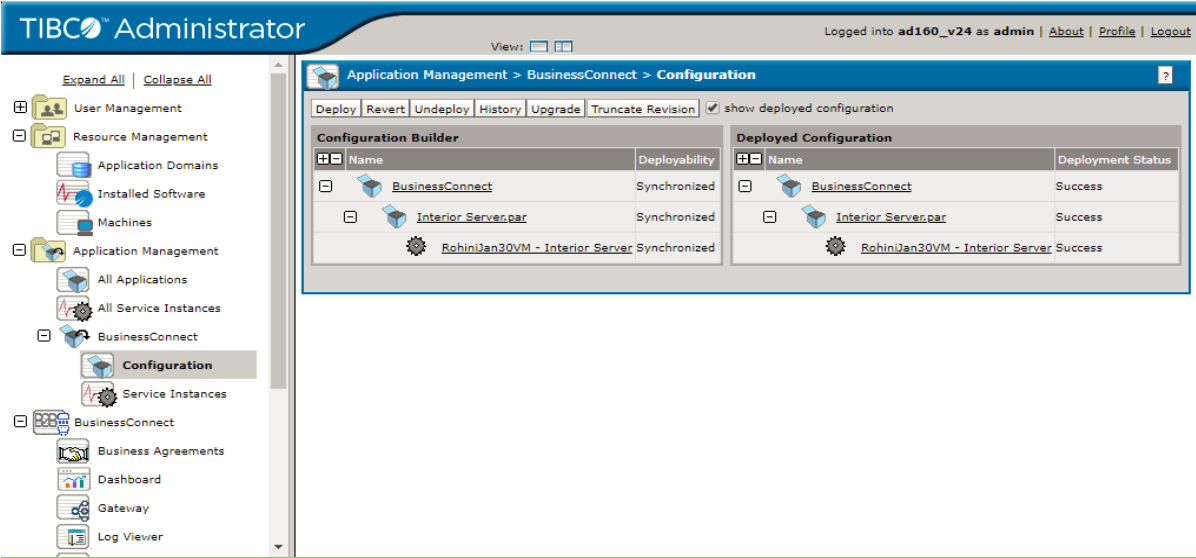 TIBCO™ Administrator
View:
Logged into ad160_v24 as admin | About | Profile | Logout
Expand All | Collapse All
User Management
Resource Management
Application Domains
Installed Software
Machines
Application Management
All Applications
All Service Instances
BusinessConnect
Configuration
Service Instances
B2B BusinessConnect
Business Agreements
Dashboard
Gateway
Log Viewer
Application Management > BusinessConnect > Configuration ?
Deploy Revert Undeploy History Upgrade Truncate Revision show deployed configuration
Configuration Builder
Name Deployability
BusinessConnect Synchronized
Interior Server.par Synchronized
RohiniJan30VM - Interior Server Synchronized
Deployed Configuration
Name Deployment Status
BusinessConnect Success
Interior Server.par Success
RohiniJan30VM - Interior Server Success